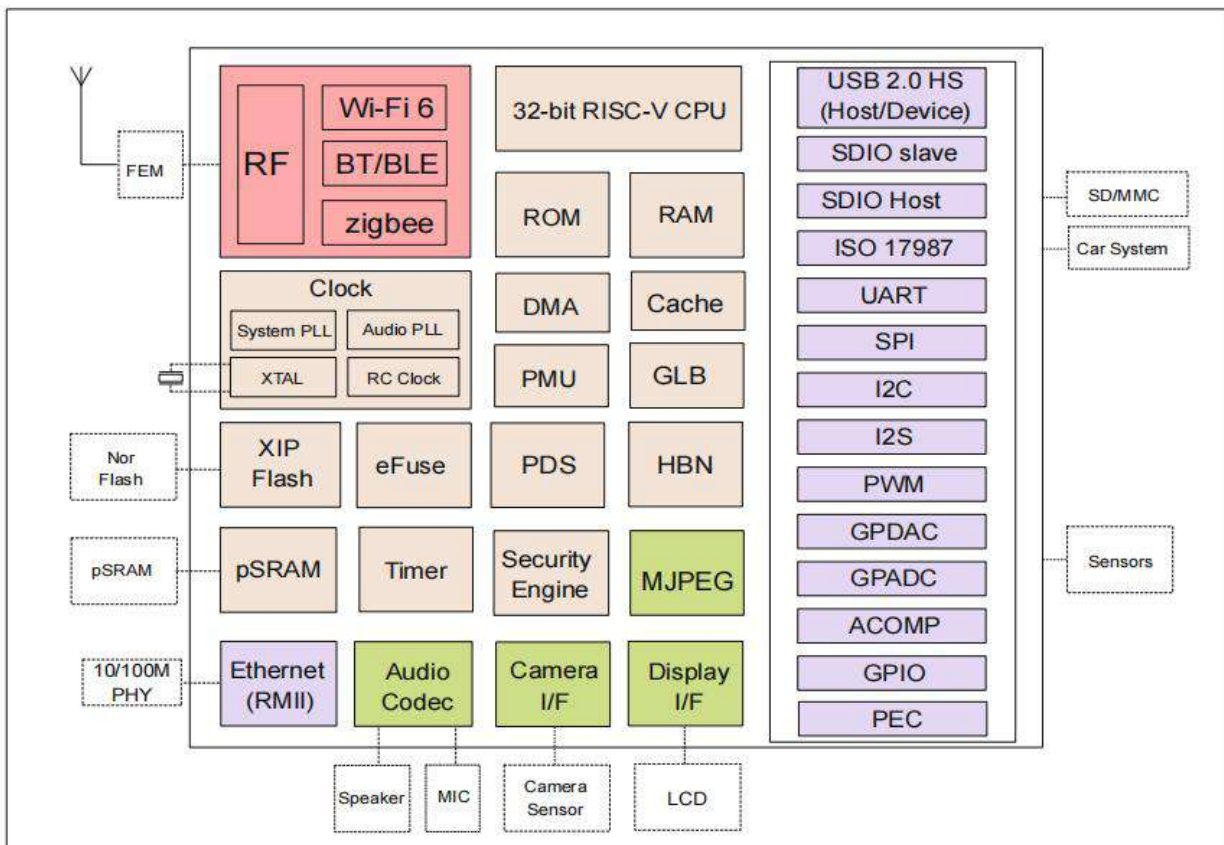 FEM
RF
Wi-Fi 6
BT/BLE
zigbee
32-bit RISC-V CPU
ROM
RAM
Clock
System PLL
Audio PLL
XTAL
RC Clock
DMA
Cache
PMU
GLB
Nor
Flash
XIP
Flash
eFuse
PDS
HBN
pSRAM
pSRAM
Timer
Security
Engine
MJPEG
10/100M
PHY
Ethernet
(RMII)
Audio
Codec
Camera
I/F
Display
I/F
Speaker
MIC
Camera
Sensor
LCD
USB 2.0 HS
(Host/Device)
SDIO slave
SDIO Host
ISO 17987
UART
SPI
I2C
I2S
PWM
GPDAC
GPADC
ACOMP
GPIO
PEC
SD/MMC
Car System
Sensors